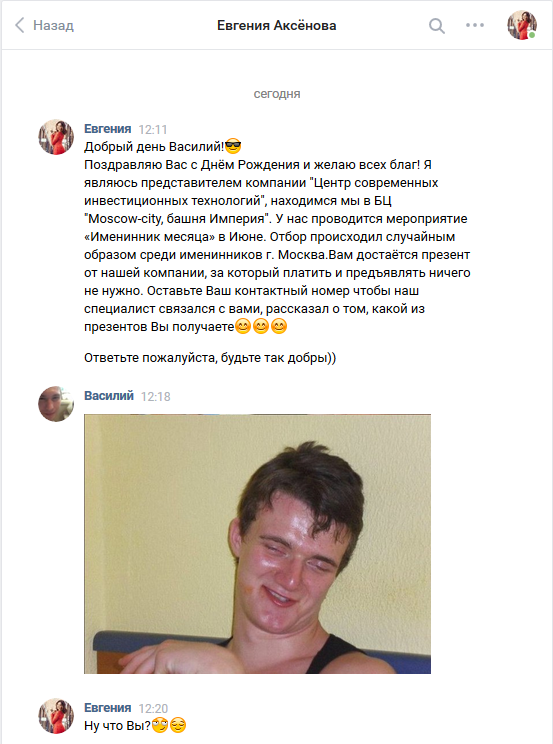 Назад
Евгения Аксёнова
сегодня
Евгения 12:11
Добрый день Василий!😎
Поздравляю Вас с Днём Рождения и желаю всех благ! Я
являюсь представителем компании "Центр современных
инвестиционных технологий", находимся мы в БЦ
"Moscow-city, башня Империя". У нас проводится мероприятие
«Именинник месяца» в Июне. Отбор происходил случайным
образом среди именинников г. Москва.Вам достаётся презент
от нашей компании, за который платить и предъявлять ничего
не нужно. Оставьте Ваш контактный номер чтобы наш
специалист связался с вами, рассказал о том, какой из
презентов Вы получаете😊😊😊
Ответьте пожалуйста, будьте так добры))
Василий 12:18
Евгения 12:20
Ну что Вы?🙄😌